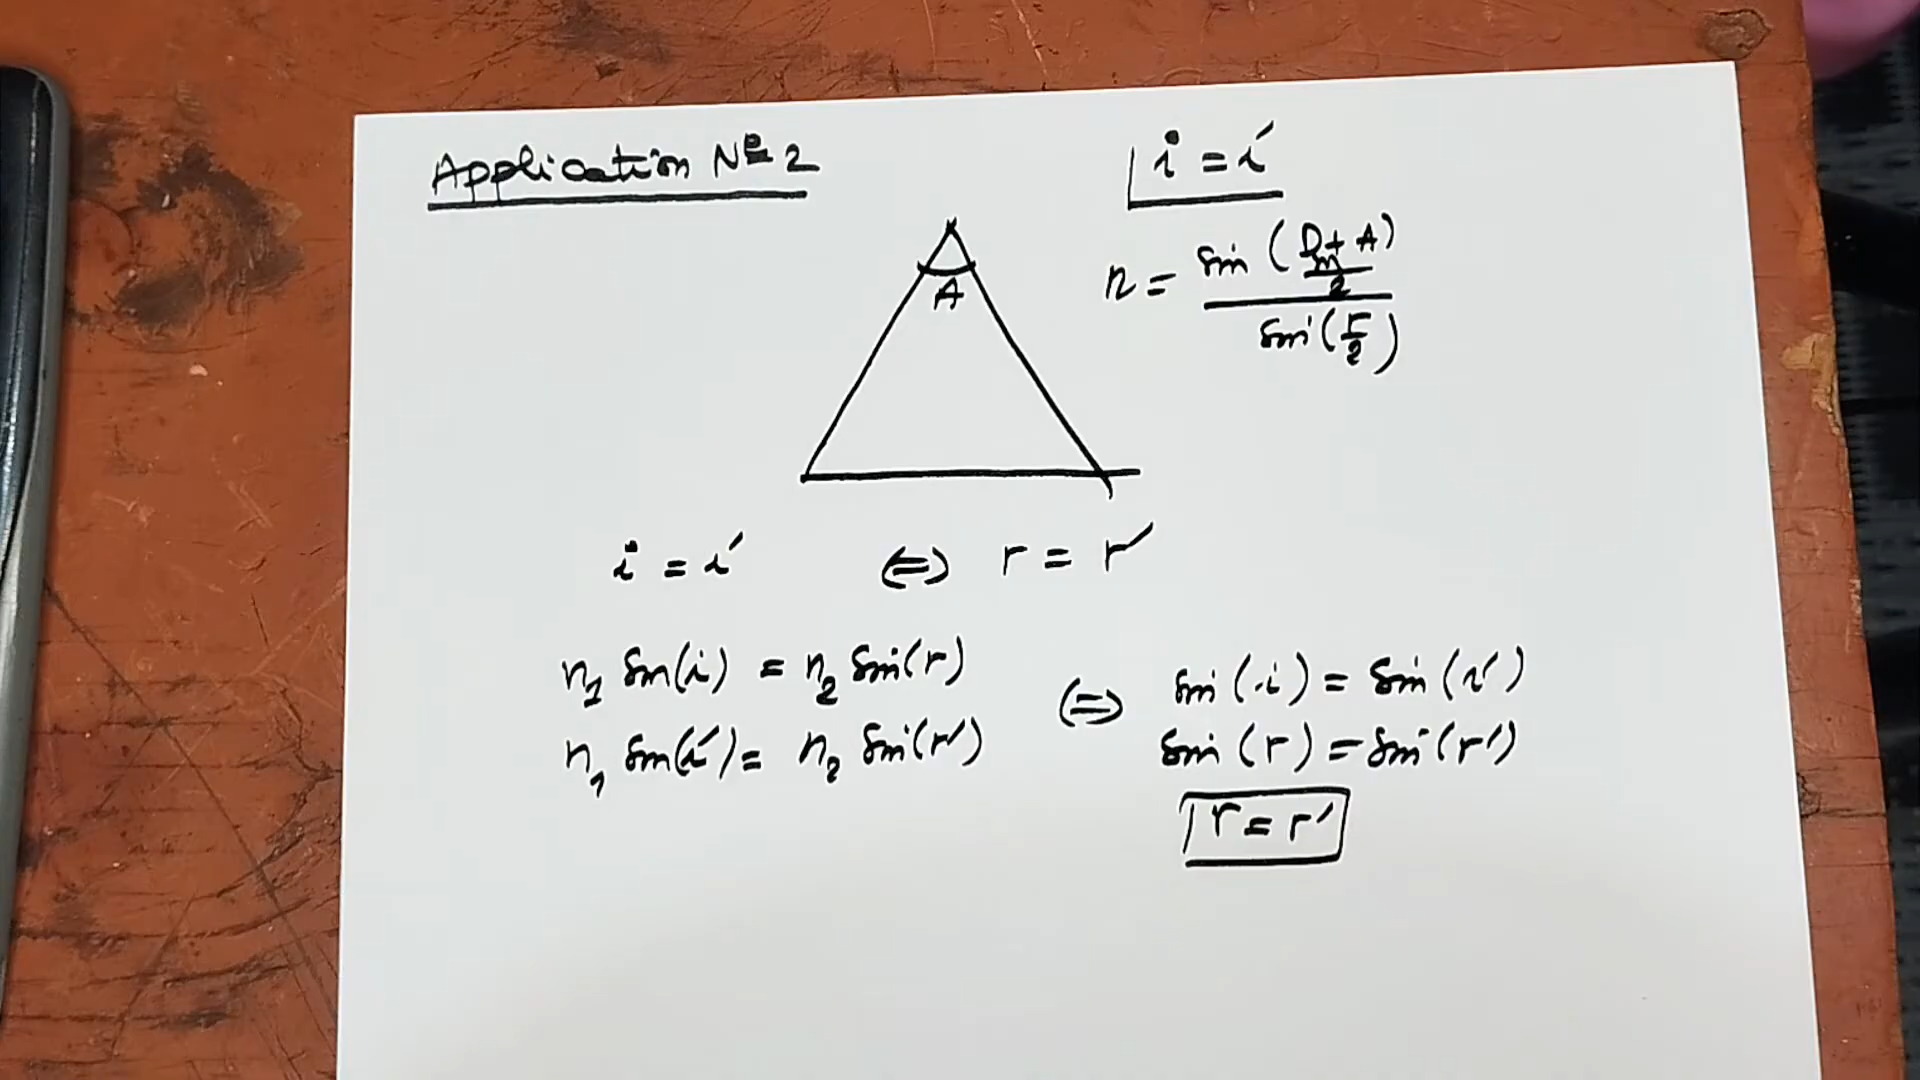 Application Nº 2
i = i'
A
n = sin ( Dm + A / 2 ) / sin ( r / 2 )
i = i' ⇔ r = r'
n1 sin(i) = n2 sin(r)
n1 sin(i') = n2 sin(r')
⇔ sin (i) = sin (i')
sin (r) = sin (r')
r = r'